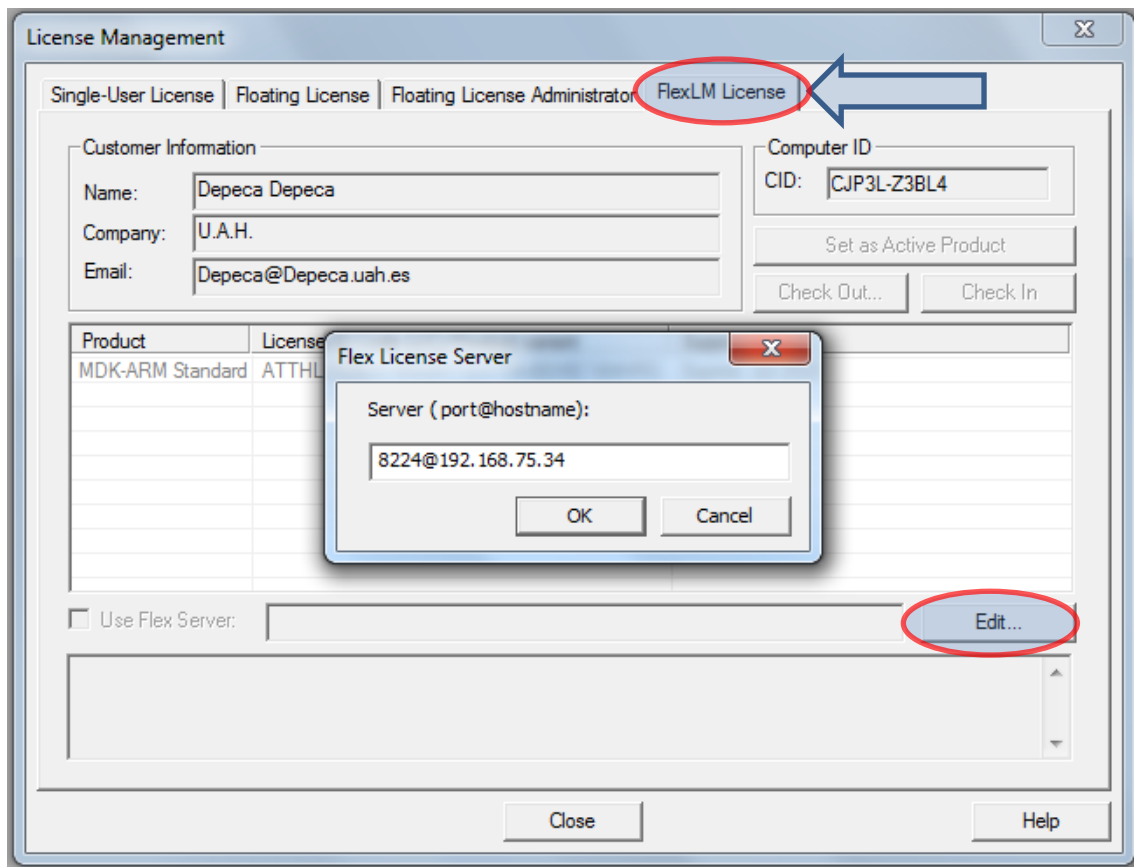 License Management
Single-User License
Floating License
Floating License Administrator
FlexLM License
Customer Information
Name: Depeca Depeca
Company: U.A.H.
Email: Depeca@Depeca.uah.es
Computer ID
CID: CJP3L-Z3BL4
Set as Active Product
Check Out...
Check In
Product
License
MDK-ARM Standard ATTHL
Flex License Server
Server ( port@hostname):
8224@192.168.75.34
OK
Cancel
Use Flex Server:
Edit...
Close
Help